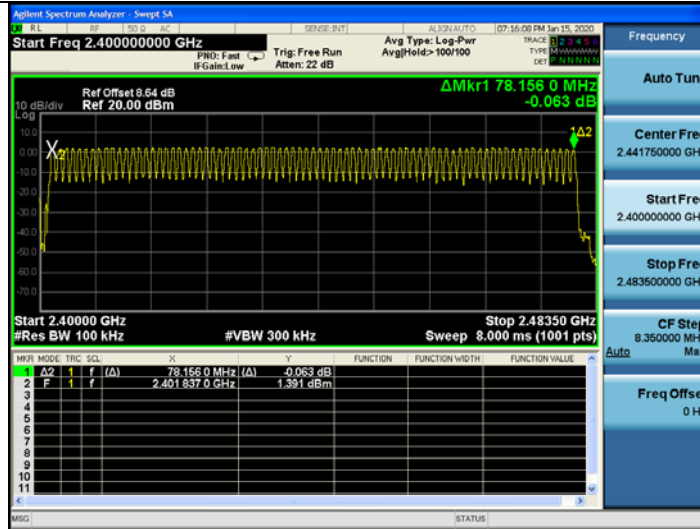 Agilent Spectrum Analyzer - Swept SA
RL RF 50 Ω AC SENSE:INT ALIGN AUTO 07:16:08 PM Jan 15, 2020
Start Freq 2.400000000 GHz
PNO: Fast
IFGain:Low
Trig: Free Run
Atten: 22 dB
Avg Type: Log-Pwr
Avg|Hold:>100/100
TRACE 1 2 3 4 5 6
TYPE M
DET P N N N N N
Ref Offset 8.64 dB
10 dB/div Ref 20.00 dBm
ΔMkr1 78.156 0 MHz
-0.063 dB
Log
10.0
0.00
-10.0
-20.0
-30.0
-40.0
-50.0
-60.0
-70.0
X2
1Δ2
Start 2.40000 GHz Stop 2.48350 GHz
#Res BW 100 kHz #VBW 300 kHz Sweep 8.000 ms (1001 pts)
MKR MODE TRC SCL X Y FUNCTION FUNCTION WIDTH FUNCTION VALUE
1 Δ2 1 f (Δ) 78.156 0 MHz (Δ) -0.063 dB
2 F 1 f 2.401 837 0 GHz 1.391 dBm
3
4
5
6
7
8
9
10
11
MSG STATUS
Frequency
Auto Tun
Center Fre
2.441750000 GH
Start Fre
2.400000000 GH
Stop Fre
2.483500000 GH
CF Step
8.350000 MH
Auto Ma
Freq Offse
0 H